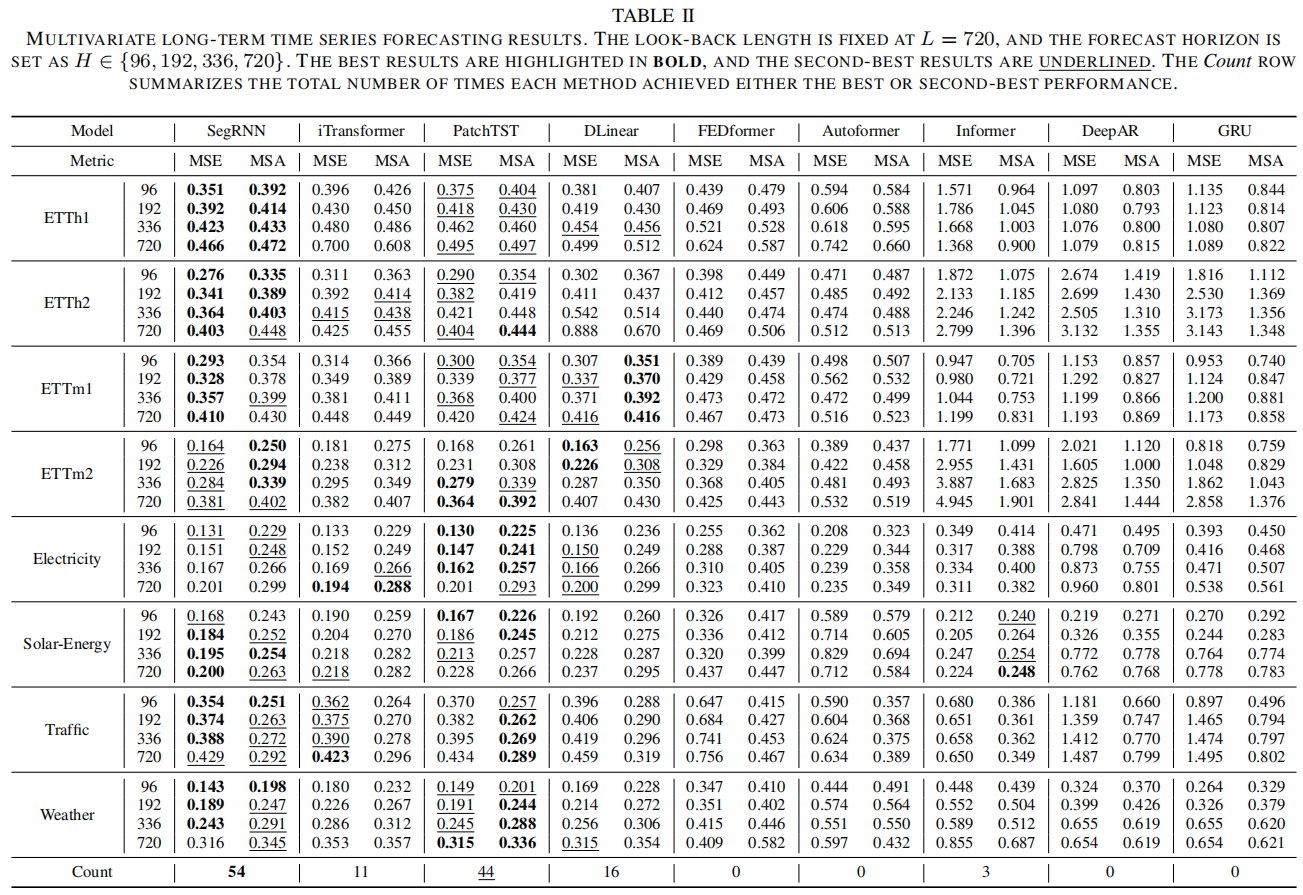 TABLE II
MULTIVARIATE LONG-TERM TIME SERIES FORECASTING RESULTS. THE LOOK-BACK LENGTH IS FIXED AT L = 720, AND THE FORECAST HORIZON IS
SET AS H ∈ {96, 192, 336, 720}. THE BEST RESULTS ARE HIGHLIGHTED IN BOLD, AND THE SECOND-BEST RESULTS ARE UNDERLINED. THE Count ROW
SUMMARIZES THE TOTAL NUMBER OF TIMES EACH METHOD ACHIEVED EITHER THE BEST OR SECOND-BEST PERFORMANCE.
Model SegRNN iTransformer PatchTST DLinear FEDformer Autoformer Informer DeepAR GRU
Metric MSE MSA MSE MSA MSE MSA MSE MSA MSE MSA MSE MSA MSE MSA MSE MSA MSE MSA
ETTh1
96 0.351 0.392 0.396 0.426 0.375 0.404 0.381 0.407 0.439 0.479 0.594 0.584 1.571 0.964 1.097 0.803 1.135 0.844
192 0.392 0.414 0.430 0.450 0.418 0.430 0.419 0.430 0.469 0.493 0.606 0.588 1.786 1.045 1.080 0.793 1.123 0.814
336 0.423 0.433 0.480 0.486 0.462 0.460 0.454 0.456 0.521 0.528 0.618 0.595 1.668 1.003 1.076 0.800 1.080 0.807
720 0.466 0.472 0.700 0.608 0.495 0.497 0.499 0.512 0.624 0.587 0.742 0.660 1.368 0.900 1.079 0.815 1.089 0.822
ETTh2
96 0.276 0.335 0.311 0.363 0.290 0.354 0.302 0.367 0.398 0.449 0.471 0.487 1.872 1.075 2.674 1.419 1.816 1.112
192 0.341 0.389 0.392 0.414 0.382 0.419 0.411 0.437 0.412 0.457 0.485 0.492 2.133 1.185 2.699 1.430 2.530 1.369
336 0.364 0.403 0.415 0.438 0.421 0.448 0.542 0.514 0.440 0.474 0.474 0.488 2.246 1.242 2.505 1.310 3.173 1.356
720 0.403 0.448 0.425 0.455 0.404 0.444 0.888 0.670 0.469 0.506 0.512 0.513 2.799 1.396 3.132 1.355 3.143 1.348
ETTm1
96 0.293 0.354 0.314 0.366 0.300 0.354 0.307 0.351 0.389 0.439 0.498 0.507 0.947 0.705 1.153 0.857 0.953 0.740
192 0.328 0.378 0.349 0.389 0.339 0.377 0.337 0.370 0.429 0.458 0.562 0.532 0.980 0.721 1.292 0.827 1.124 0.847
336 0.357 0.399 0.381 0.411 0.368 0.400 0.371 0.392 0.473 0.472 0.472 0.499 1.044 0.753 1.199 0.866 1.200 0.881
720 0.410 0.430 0.448 0.449 0.420 0.424 0.416 0.416 0.467 0.473 0.516 0.523 1.199 0.831 1.193 0.869 1.173 0.858
ETTm2
96 0.164 0.250 0.181 0.275 0.168 0.261 0.163 0.256 0.298 0.363 0.389 0.437 1.771 1.099 2.021 1.120 0.818 0.759
192 0.226 0.294 0.238 0.312 0.231 0.308 0.226 0.308 0.329 0.384 0.422 0.458 2.955 1.431 1.605 1.000 1.048 0.829
336 0.284 0.339 0.295 0.349 0.279 0.339 0.287 0.350 0.368 0.405 0.481 0.493 3.887 1.683 2.825 1.350 1.862 1.043
720 0.381 0.402 0.382 0.407 0.364 0.392 0.407 0.430 0.425 0.443 0.532 0.519 4.945 1.901 2.841 1.444 2.858 1.376
Electricity
96 0.131 0.229 0.133 0.229 0.130 0.225 0.136 0.236 0.255 0.362 0.208 0.323 0.349 0.414 0.471 0.495 0.393 0.450
192 0.151 0.248 0.152 0.249 0.147 0.241 0.150 0.249 0.288 0.387 0.229 0.344 0.317 0.388 0.798 0.709 0.416 0.468
336 0.167 0.266 0.169 0.266 0.162 0.257 0.166 0.266 0.310 0.405 0.239 0.358 0.334 0.400 0.873 0.755 0.471 0.507
720 0.201 0.299 0.194 0.288 0.201 0.293 0.200 0.299 0.323 0.410 0.235 0.349 0.311 0.382 0.960 0.801 0.538 0.561
Solar-Energy
96 0.168 0.243 0.190 0.259 0.167 0.226 0.192 0.260 0.326 0.417 0.589 0.579 0.212 0.240 0.219 0.271 0.270 0.292
192 0.184 0.252 0.204 0.270 0.186 0.245 0.212 0.275 0.336 0.412 0.714 0.605 0.205 0.264 0.326 0.355 0.244 0.283
336 0.195 0.254 0.218 0.282 0.213 0.257 0.228 0.287 0.320 0.399 0.829 0.694 0.247 0.254 0.772 0.778 0.764 0.774
720 0.200 0.263 0.218 0.282 0.228 0.266 0.237 0.295 0.437 0.447 0.712 0.584 0.224 0.248 0.762 0.768 0.778 0.783
Traffic
96 0.354 0.251 0.362 0.264 0.370 0.257 0.396 0.288 0.647 0.415 0.590 0.357 0.680 0.386 1.181 0.660 0.897 0.496
192 0.374 0.263 0.375 0.270 0.382 0.262 0.406 0.290 0.684 0.427 0.604 0.368 0.651 0.361 1.359 0.747 1.465 0.794
336 0.388 0.272 0.390 0.278 0.395 0.269 0.419 0.296 0.741 0.453 0.624 0.375 0.658 0.362 1.412 0.770 1.474 0.797
720 0.429 0.292 0.423 0.296 0.434 0.289 0.459 0.319 0.756 0.467 0.634 0.389 0.650 0.349 1.487 0.799 1.495 0.802
Weather
96 0.143 0.198 0.180 0.232 0.149 0.201 0.169 0.228 0.347 0.410 0.444 0.491 0.448 0.439 0.324 0.370 0.264 0.329
192 0.189 0.247 0.226 0.267 0.191 0.244 0.214 0.272 0.351 0.402 0.574 0.564 0.552 0.504 0.399 0.426 0.326 0.379
336 0.243 0.291 0.286 0.312 0.245 0.288 0.256 0.306 0.415 0.446 0.551 0.550 0.589 0.512 0.655 0.619 0.655 0.620
720 0.316 0.345 0.353 0.357 0.315 0.336 0.315 0.354 0.409 0.582 0.597 0.432 0.855 0.687 0.654 0.619 0.654 0.621
Count 54 11 44 16 0 0 3 0 0